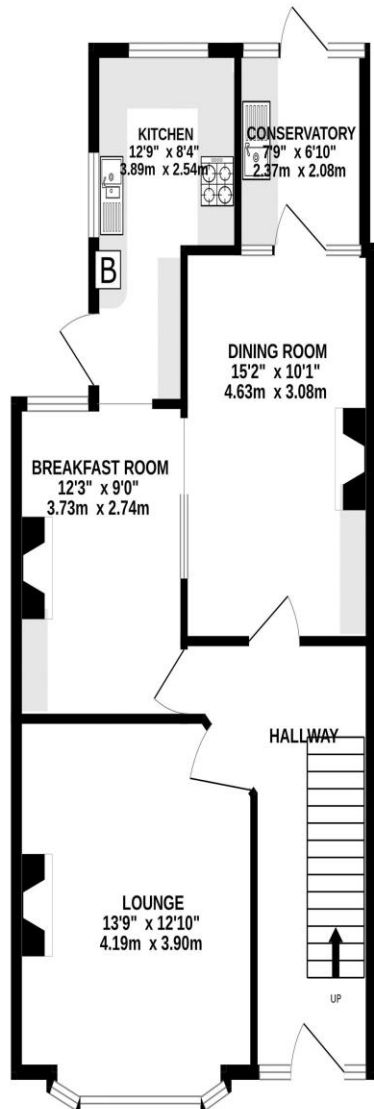 KITCHEN
12'9" x 8'4"
3.89m x 2.54m
CONSERVATORY
7'9" x 6'10"
2.37m x 2.08m
B
DINING ROOM
15'2" x 10'1"
4.63m x 3.08m
BREAKFAST ROOM
12'3" x 9'0"
3.73m x 2.74m
HALLWAY
LOUNGE
13'9" x 12'10"
4.19m x 3.90m
UP